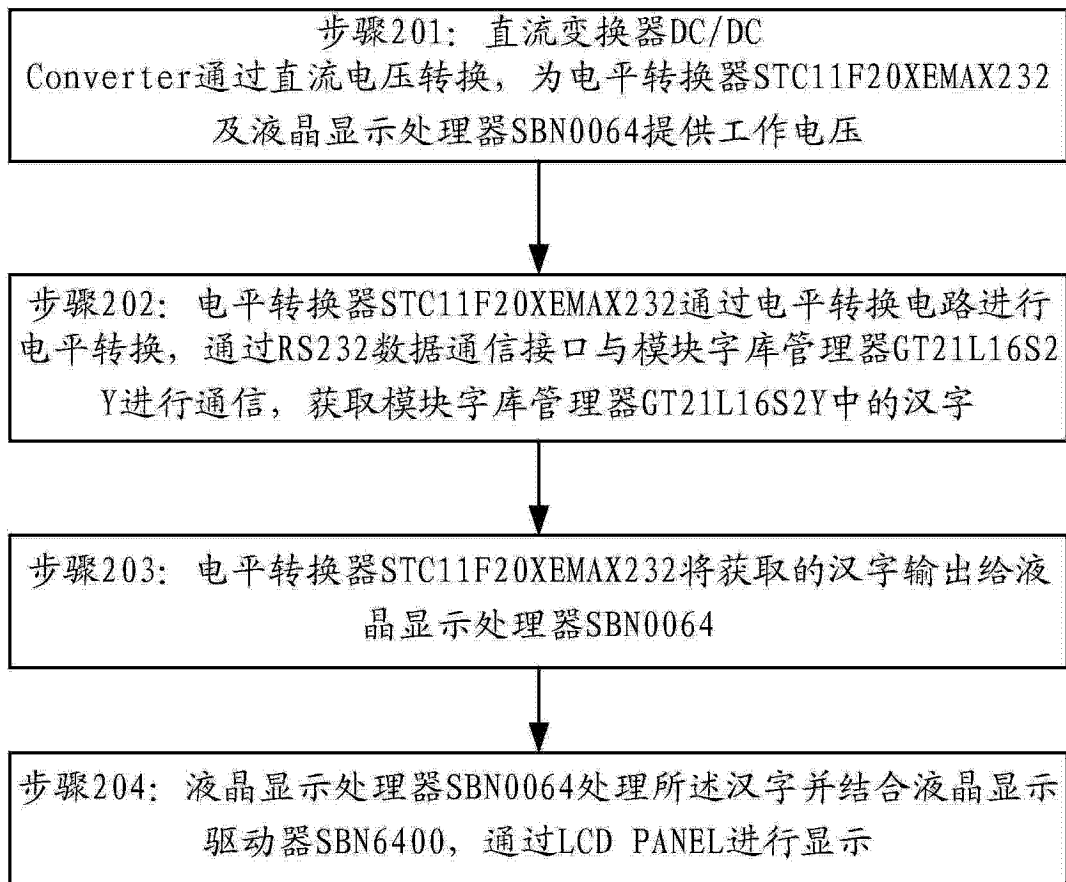 步骤201：直流变换器DC/DC
Converter通过直流电压转换，为电平转换器STC11F20XEMAX232
及液晶显示处理器SBN0064提供工作电压
步骤202：电平转换器STC11F20XEMAX232通过电平转换电路进行
电平转换，通过RS232数据通信接口与模块字库管理器GT21L16S2
Y进行通信，获取模块字库管理器GT21L16S2Y中的汉字
步骤203：电平转换器STC11F20XEMAX232将获取的汉字输出给液
晶显示处理器SBN0064
步骤204：液晶显示处理器SBN0064处理所述汉字并结合液晶显示
驱动器SBN6400，通过LCD PANEL进行显示